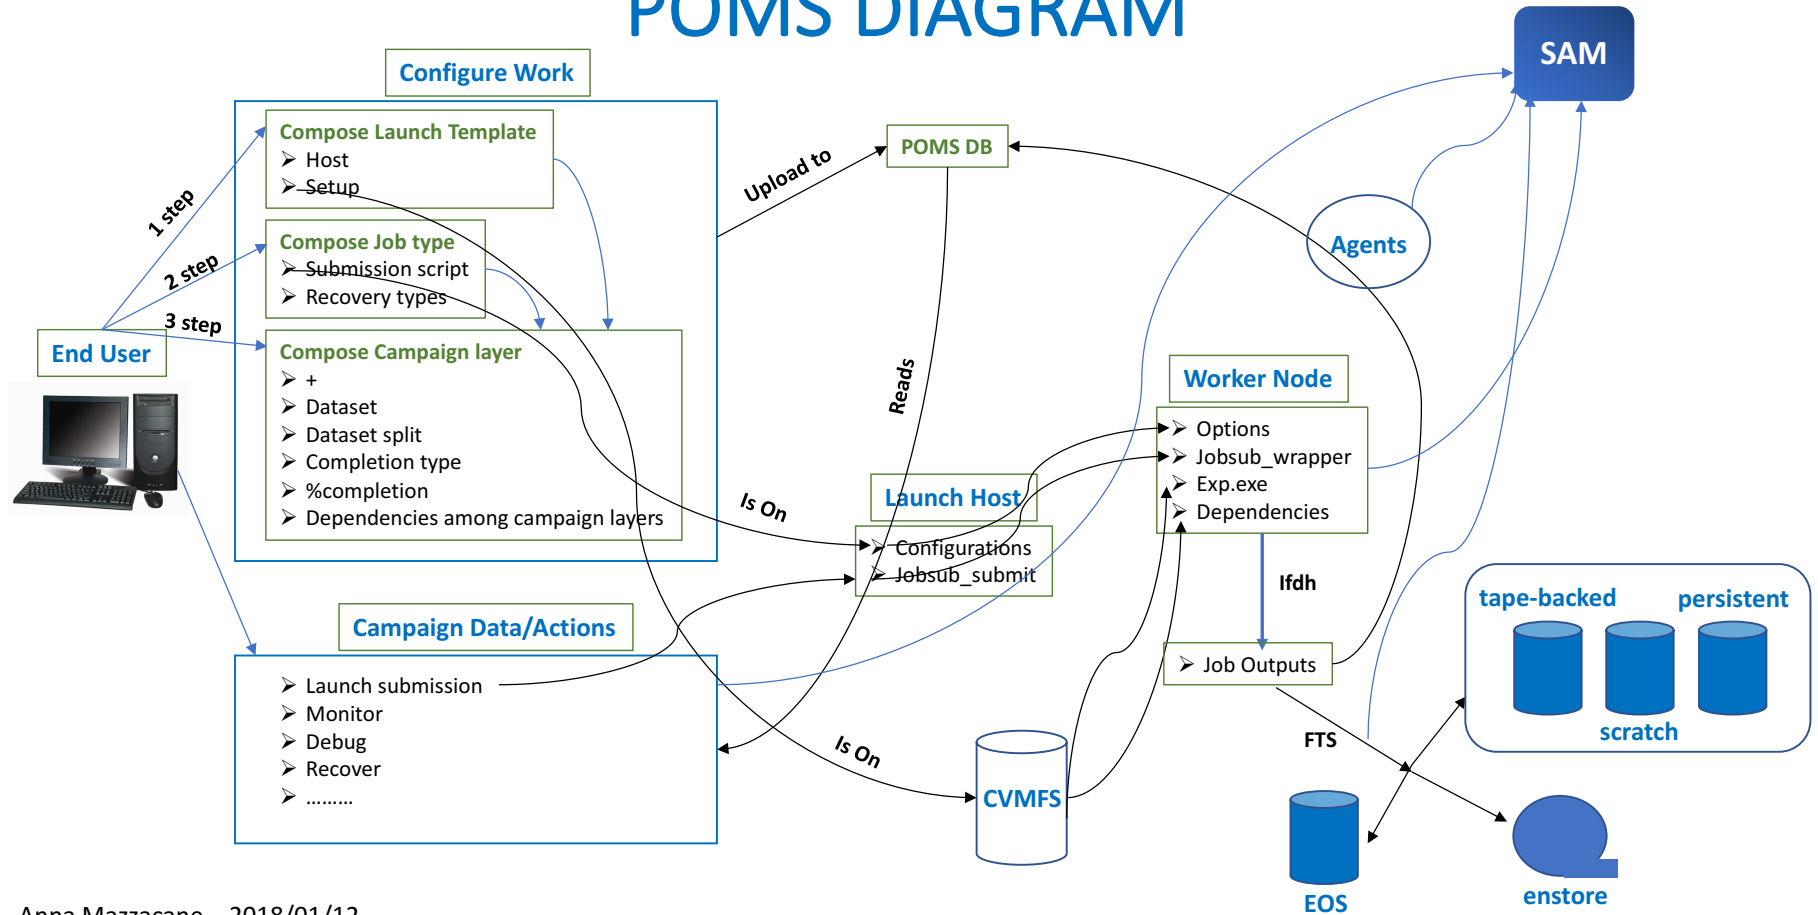 POMS DIAGRAM
SAM
Configure Work
Compose Launch Template
➢ Host
➢ Setup
POMS DB
Upload to
1 step
Agents
Compose Job type
➢ Submission script
➢ Recovery types
2 step
3 step
End User
Compose Campaign layer
➢ +
➢ Dataset
➢ Dataset split
➢ Completion type
➢ %completion
➢ Dependencies among campaign layers
Reads
Worker Node
➢ Options
➢ Jobsub_wrapper
➢ Exp.exe
➢ Dependencies
Is On
Launch Host
➢ Configurations
➢ Jobsub_submit
Ifdh
tape-backed
persistent
scratch
Campaign Data/Actions
➢ Launch submission
➢ Monitor
➢ Debug
➢ Recover
➢ ………
➢ Job Outputs
FTS
Is On
CVMFS
EOS
enstore
2018/01/12